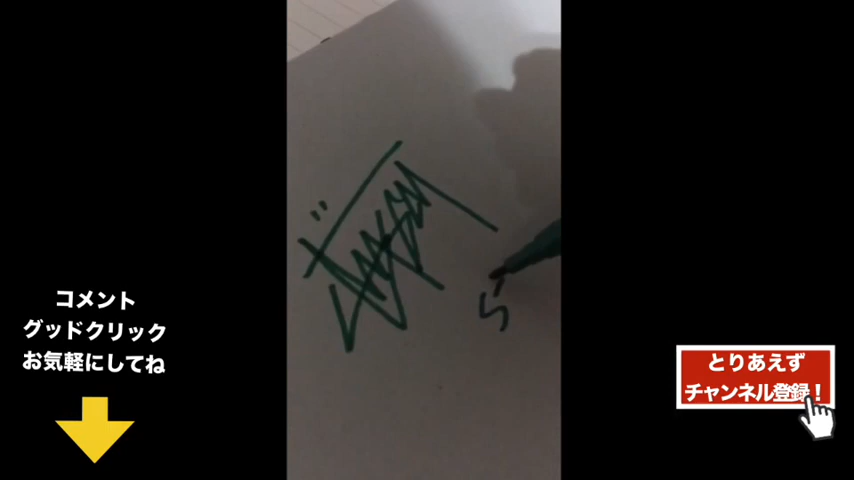 コメント
グッドクリック
お気軽にしてね
とりあえず
チャンネル登録！
S